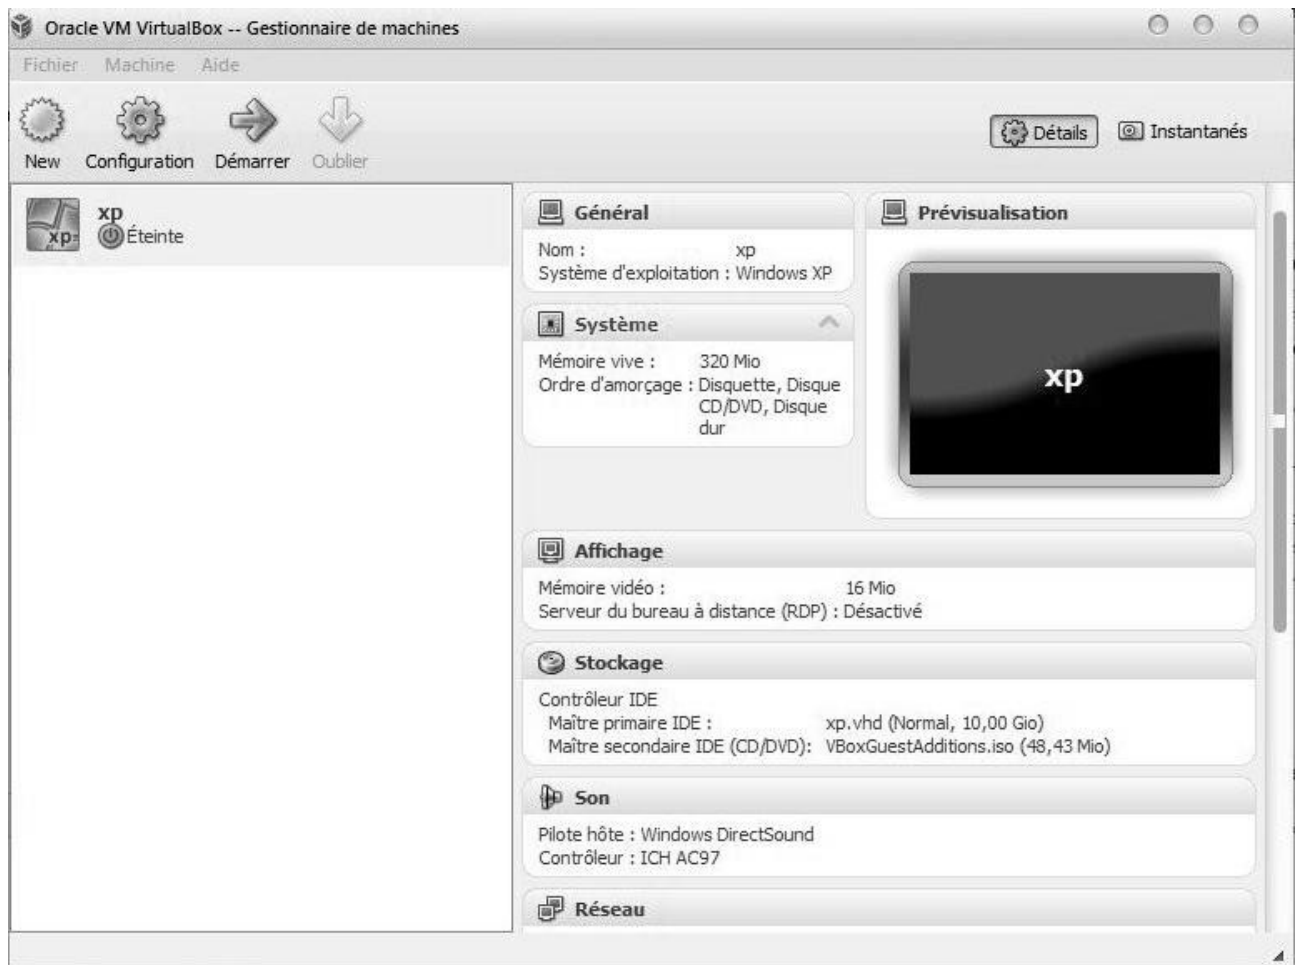 Oracle VM VirtualBox -- Gestionnaire de machines
Fichier Machine Aide
New Configuration Démarrer Oublier
Détails Instantanés
xp
xp
Éteinte
Général
Nom : xp
Système d'exploitation : Windows XP
Système
Mémoire vive : 320 Mio
Ordre d'amorçage : Disquette, Disque
CD/DVD, Disque
dur
Prévisualisation
xp
Affichage
Mémoire vidéo : 16 Mio
Serveur du bureau à distance (RDP) : Désactivé
Stockage
Contrôleur IDE
Maître primaire IDE : xp.vhd (Normal, 10,00 Gio)
Maître secondaire IDE (CD/DVD): VBoxGuestAdditions.iso (48,43 Mio)
Son
Pilote hôte : Windows DirectSound
Contrôleur : ICH AC97
Réseau